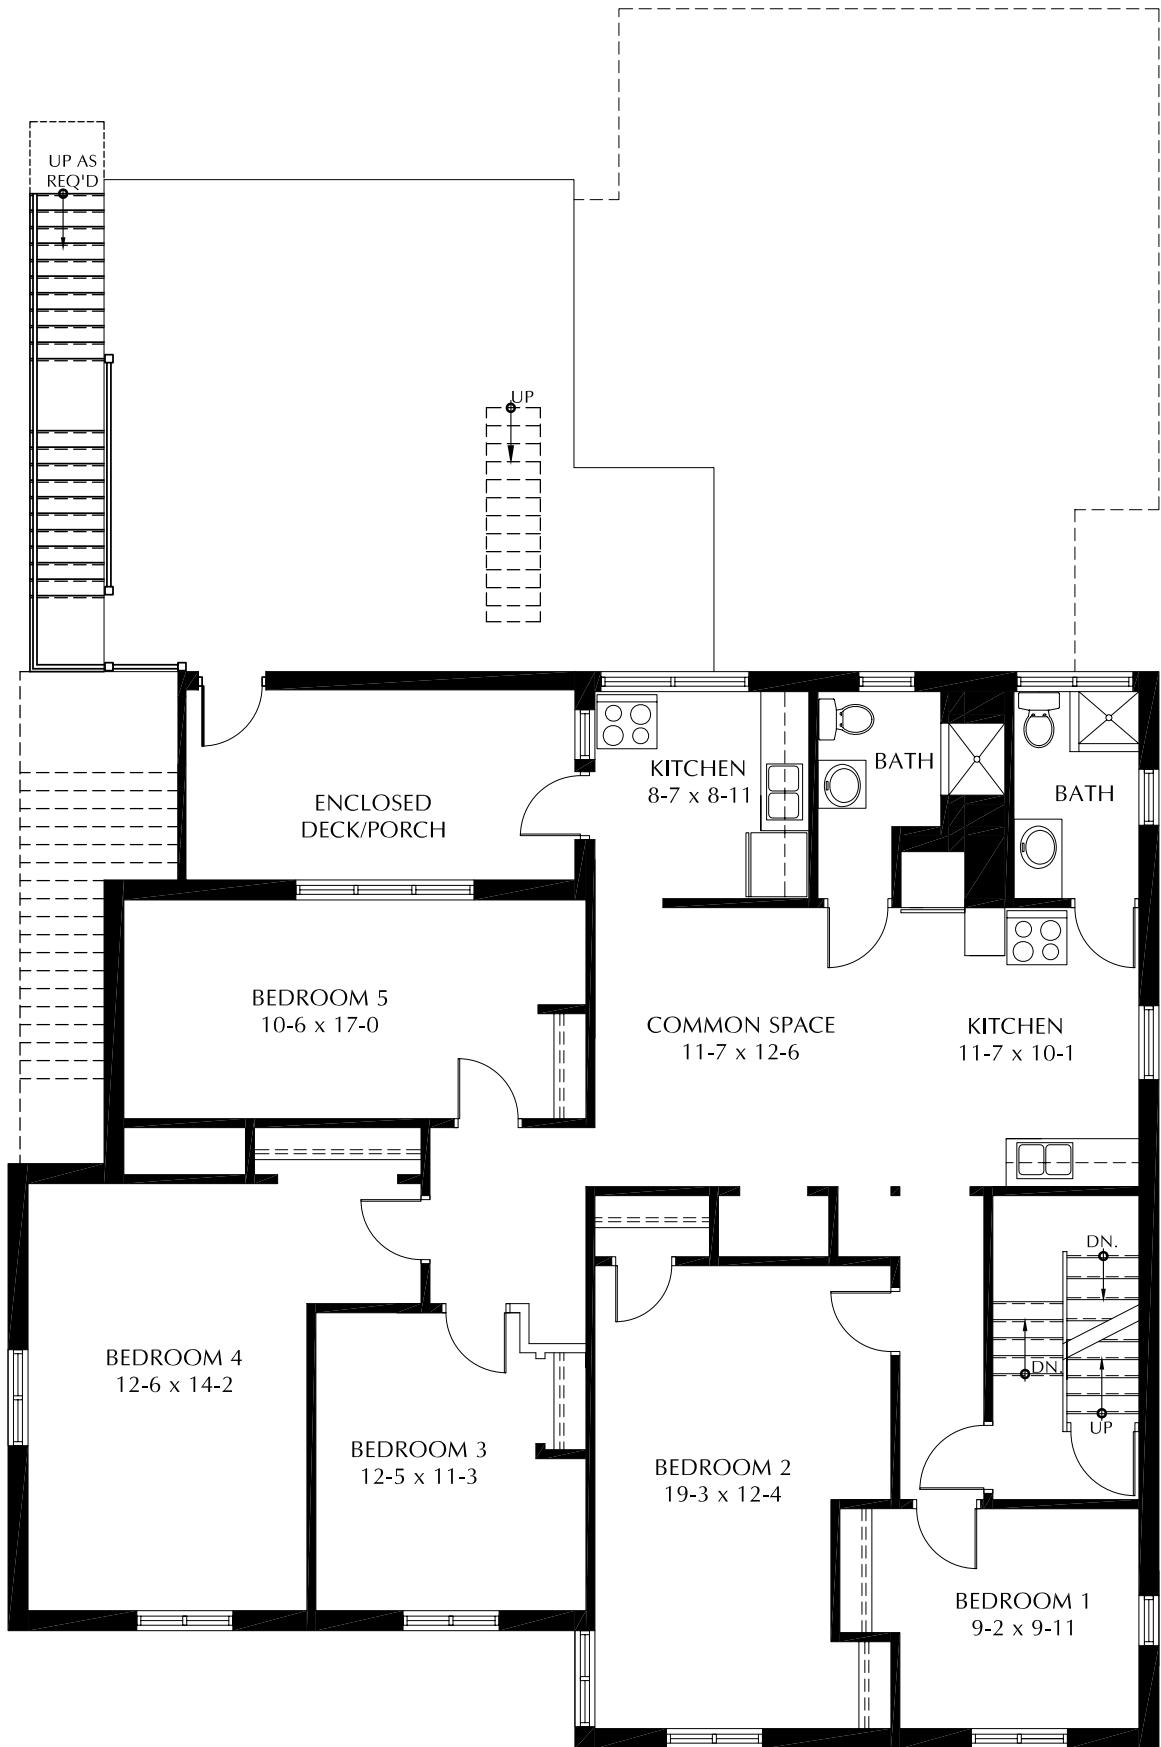 UP AS
REQ'D
UP
KITCHEN
8-7 x 8-11
BATH
BATH
ENCLOSED
DECK/PORCH
BEDROOM 5
10-6 x 17-0
COMMON SPACE
11-7 x 12-6
KITCHEN
11-7 x 10-1
DN.
DN.
UP
BEDROOM 4
12-6 x 14-2
BEDROOM 3
12-5 x 11-3
BEDROOM 2
19-3 x 12-4
BEDROOM 1
9-2 x 9-11